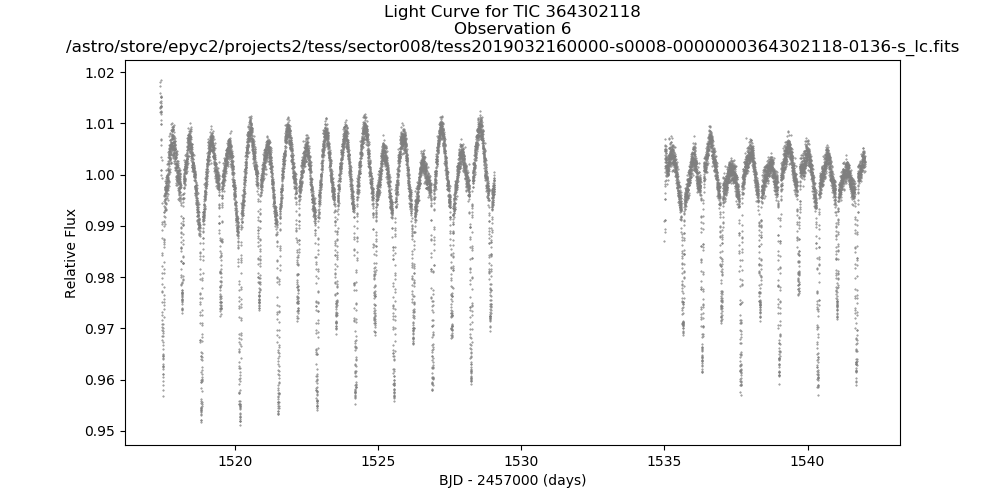 Light Curve for TIC 364302118
Observation 6
/astro/store/epyc2/projects2/tess/sector008/tess2019032160000-s0008-0000000364302118-0136-s_lc.fits
1.02
1.01
1.00
0.99
0.98
0.97
0.96
0.95
Relative Flux
1520
1525
1530
1535
1540
BJD - 2457000 (days)